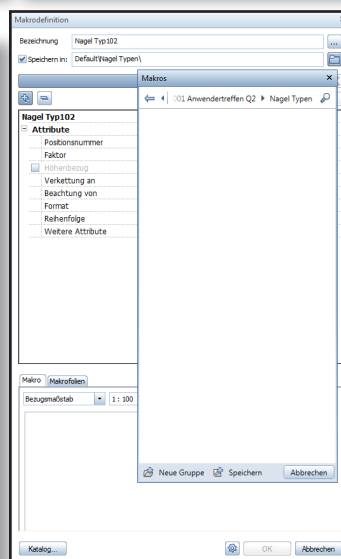 Makrodefinition
Bezeichnung Nagel Typ102 ...
Speichern in: Default\Nagel Typen\
Makros
001 Anwendertreffen Q2 Nagel Typen
Nagel Typ102
Attribute
Positionsnummer
Faktor
Höhenbezug
Verkettung an
Beachtung von
Format
Reihenfolge
Weitere Attribute
Makro Makrofolien
Bezugsmaßstab 1 : 100
Neue Gruppe Speichern Abbrechen
Katalog... OK Abbrechen